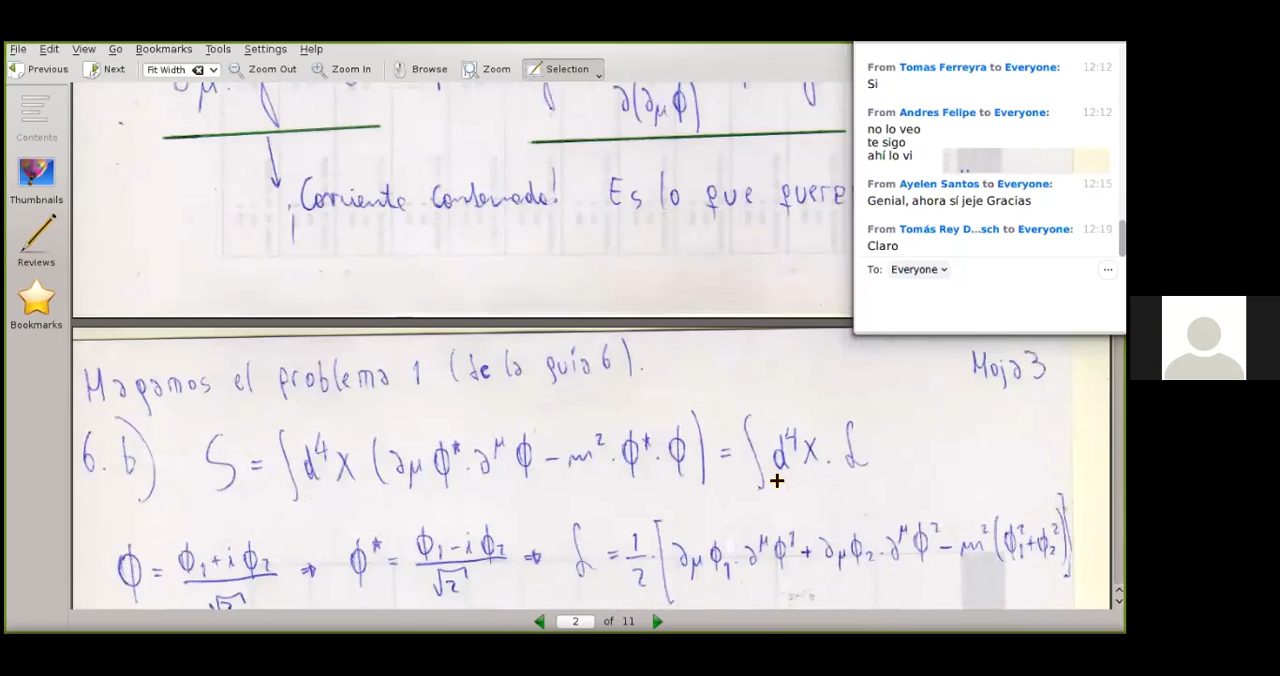 File Edit View Go Bookmarks Tools Settings Help
Previous Next Fit Width Zoom Out Zoom In Browse Zoom Selection
Contents
Thumbnails
Reviews
Bookmarks
∂(∂μ ϕ)
¡Corriente conservada! Es lo que quere
Hagamos el problema 1 (de la guía 6). Hoja 3
6.b) S = ∫d⁴x (∂μ ϕ*·∂^μ ϕ − m²·ϕ*·ϕ) = ∫d⁴x·ℒ
ϕ = ϕ₁+iϕ₂/√2 ⇒ ϕ* = ϕ₁−iϕ₂/√2 ⇒ ℒ = 1/2·[∂μϕ₁·∂^μϕ¹ + ∂μϕ₂·∂^μϕ² − m²(ϕ₁²+ϕ₂²)]
2 of 11
From Tomas Ferreyra to Everyone: 12:12
Si
From Andres Felipe to Everyone: 12:12
no lo veo
te sigo
ahí lo vi
From Ayelen Santos to Everyone: 12:15
Genial, ahora sí jeje Gracias
From Tomás Rey D...sch to Everyone: 12:19
Claro
To: Everyone